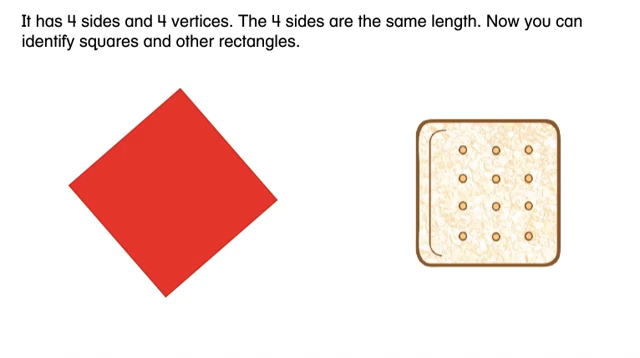 It has 4 sides and 4 vertices. The 4 sides are the same length. Now you can
identify squares and other rectangles.